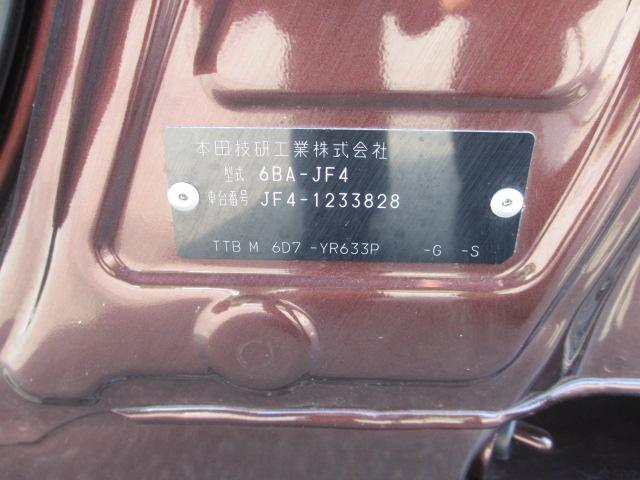 本田技研工業株式会社
型式 6BA-JF4
車台番号 JF4-1233828
TTB M 6D7 -YR633P -G -S